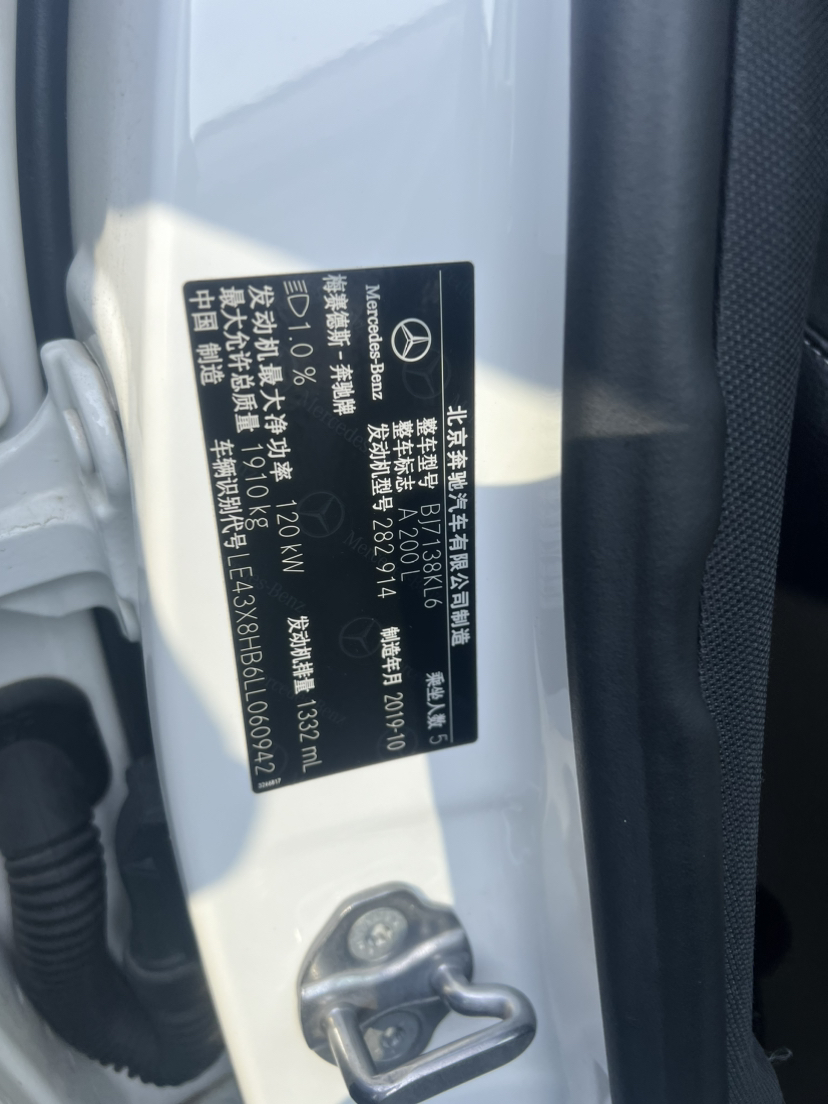 北京奔驰汽车有限公司制造
整车型号 BJ7138KL6 乘坐人数 5
整车标志 A 200L
Mercedes-Benz 发动机型号 282 914 制造年月 2019-10
梅赛德斯-奔驰牌
1.0 % 发动机排量 1332 mL
发动机最大净功率 120 kW
最大允许总质量 1910 kg
中国 制造 车辆识别代号 LE43X8HB6LL060942